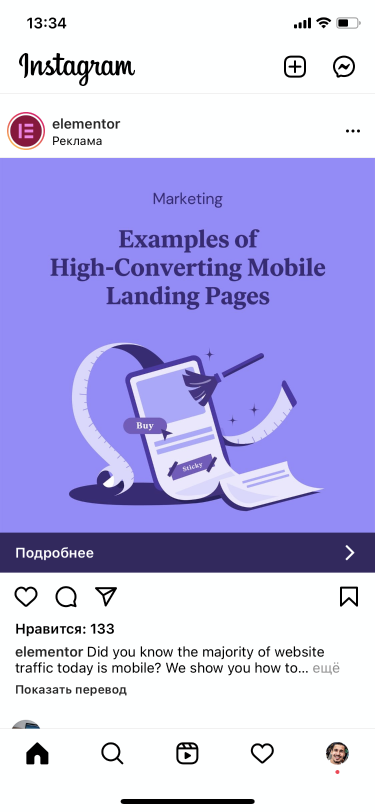 13:34
Instagram
elementor
Реклама
Marketing
Examples of
High-Converting Mobile
Landing Pages
Buy
Sticky
Подробнее
Нравится: 133
elementor Did you know the majority of website
traffic today is mobile? We show you how to... ещё
Показать перевод